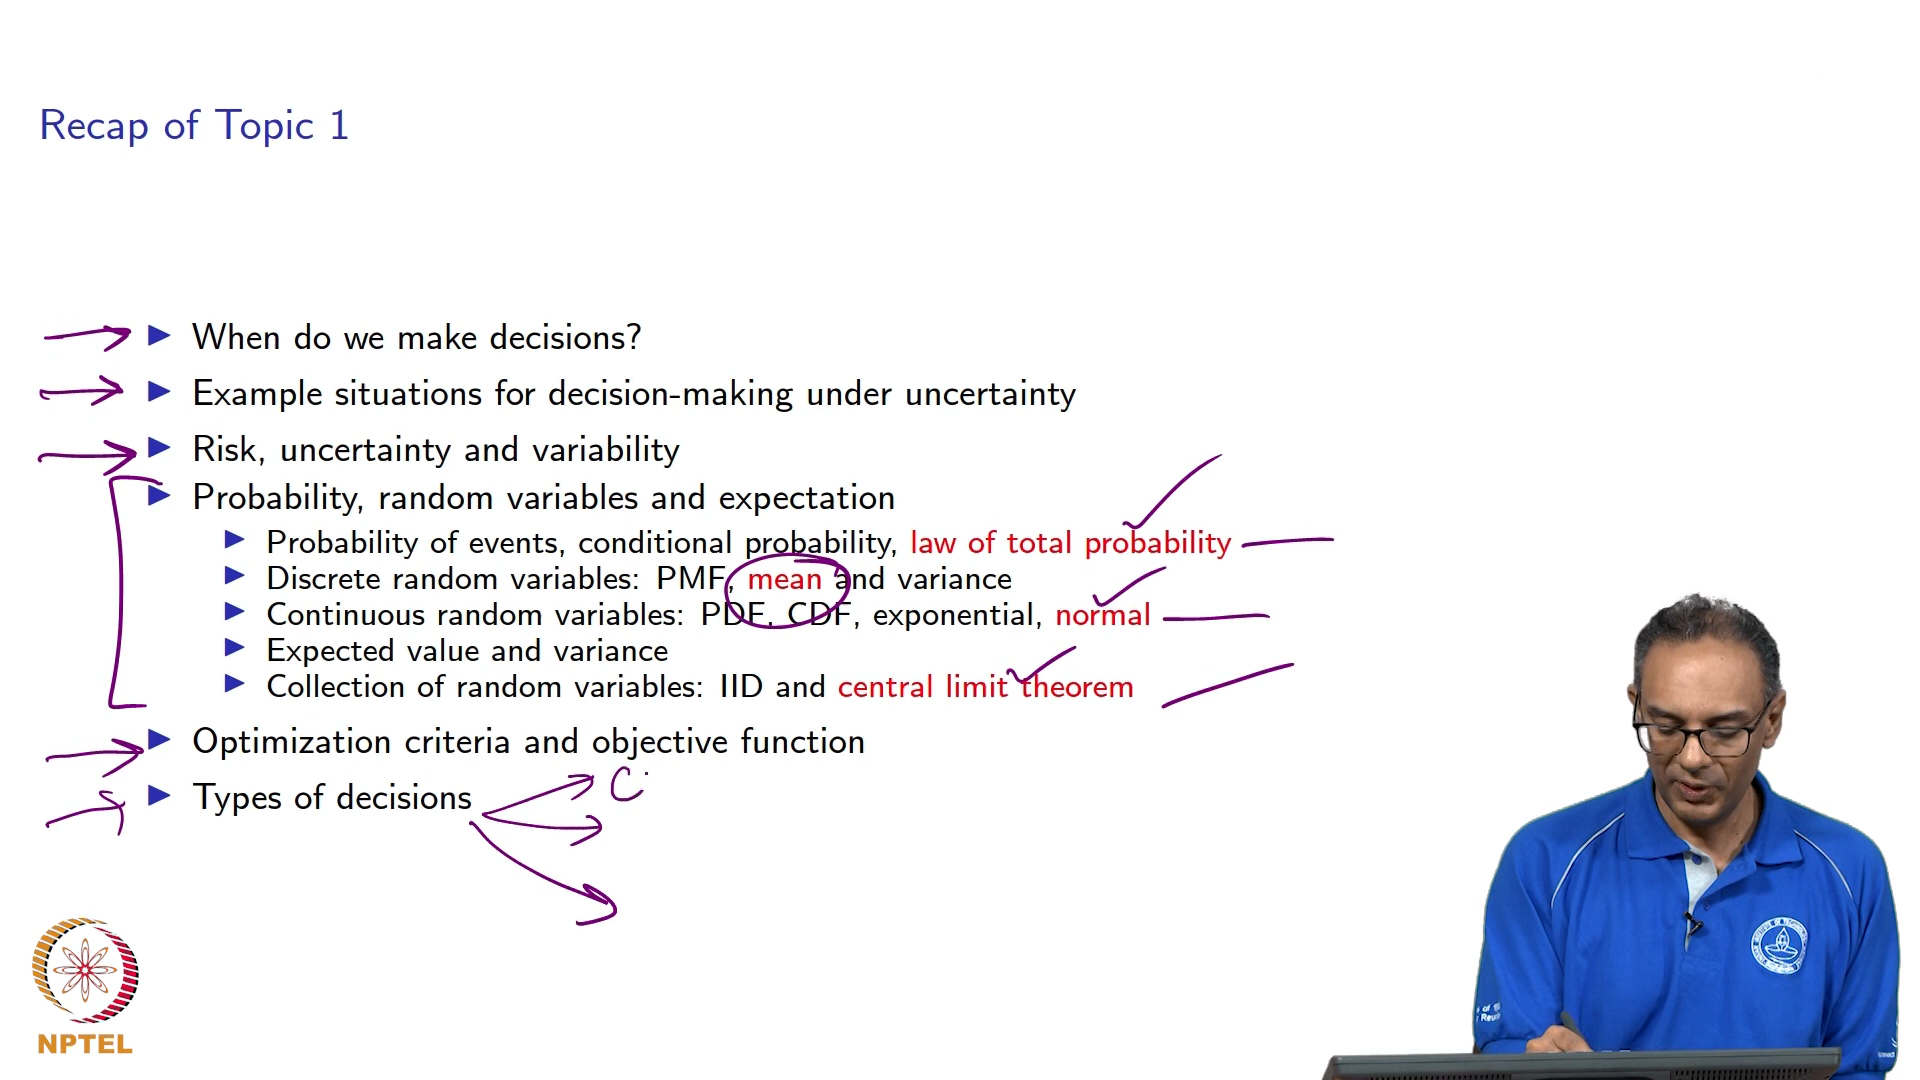 Recap of Topic 1
When do we make decisions?
Example situations for decision-making under uncertainty
Risk, uncertainty and variability
Probability, random variables and expectation
Probability of events, conditional probability, law of total probability
Discrete random variables: PMF, mean and variance
Continuous random variables: PDF, CDF, exponential, normal
Expected value and variance
Collection of random variables: IID and central limit theorem
Optimization criteria and objective function
Types of decisions
NPTEL